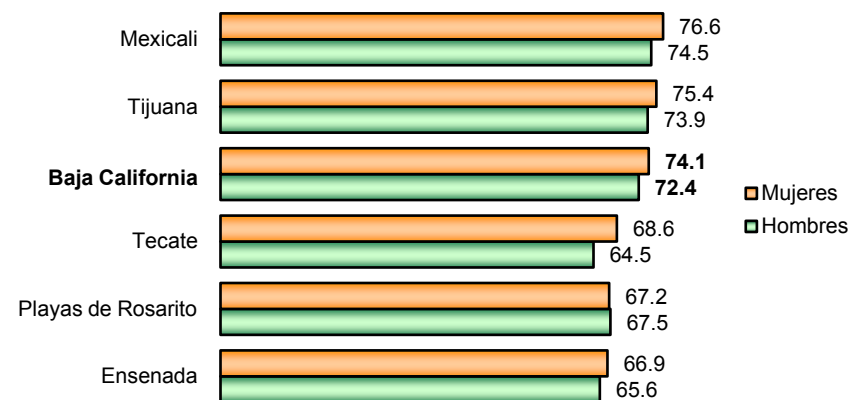 Mexicali
76.6
74.5
Tijuana
75.4
73.9
Baja California
74.1
72.4
Mujeres
Hombres
Tecate
68.6
64.5
Playas de Rosarito
67.2
67.5
Ensenada
66.9
65.6